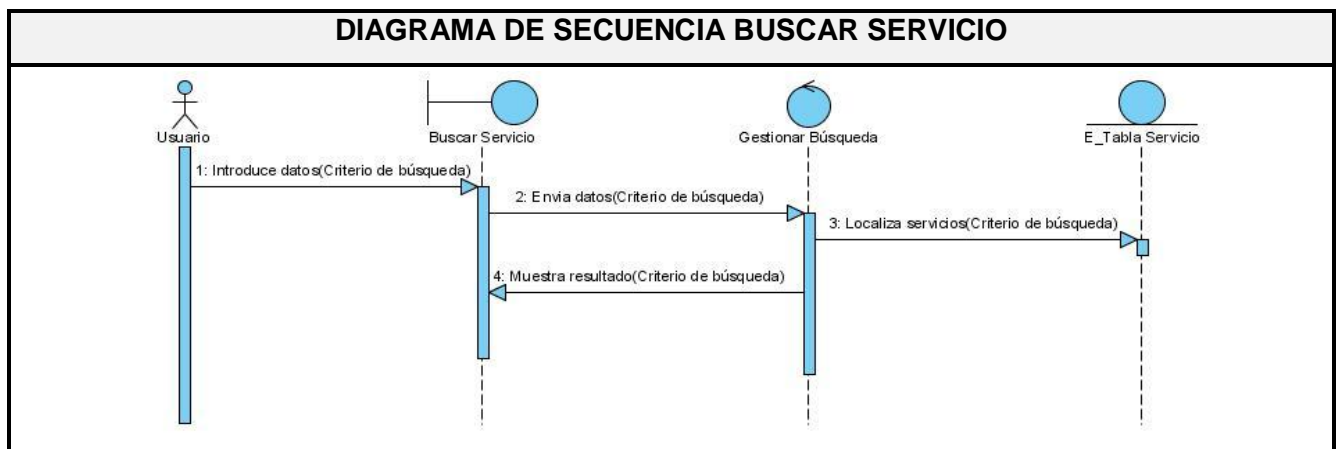 DIAGRAMA DE SECUENCIA BUSCAR SERVICIO
Usuario
Buscar Servicio
Gestionar Búsqueda
E_Tabla Servicio
1: Introduce datos(Criterio de búsqueda)
2: Envia datos(Criterio de búsqueda)
3: Localiza servicios(Criterio de búsqueda)
4: Muestra resultado(Criterio de búsqueda)